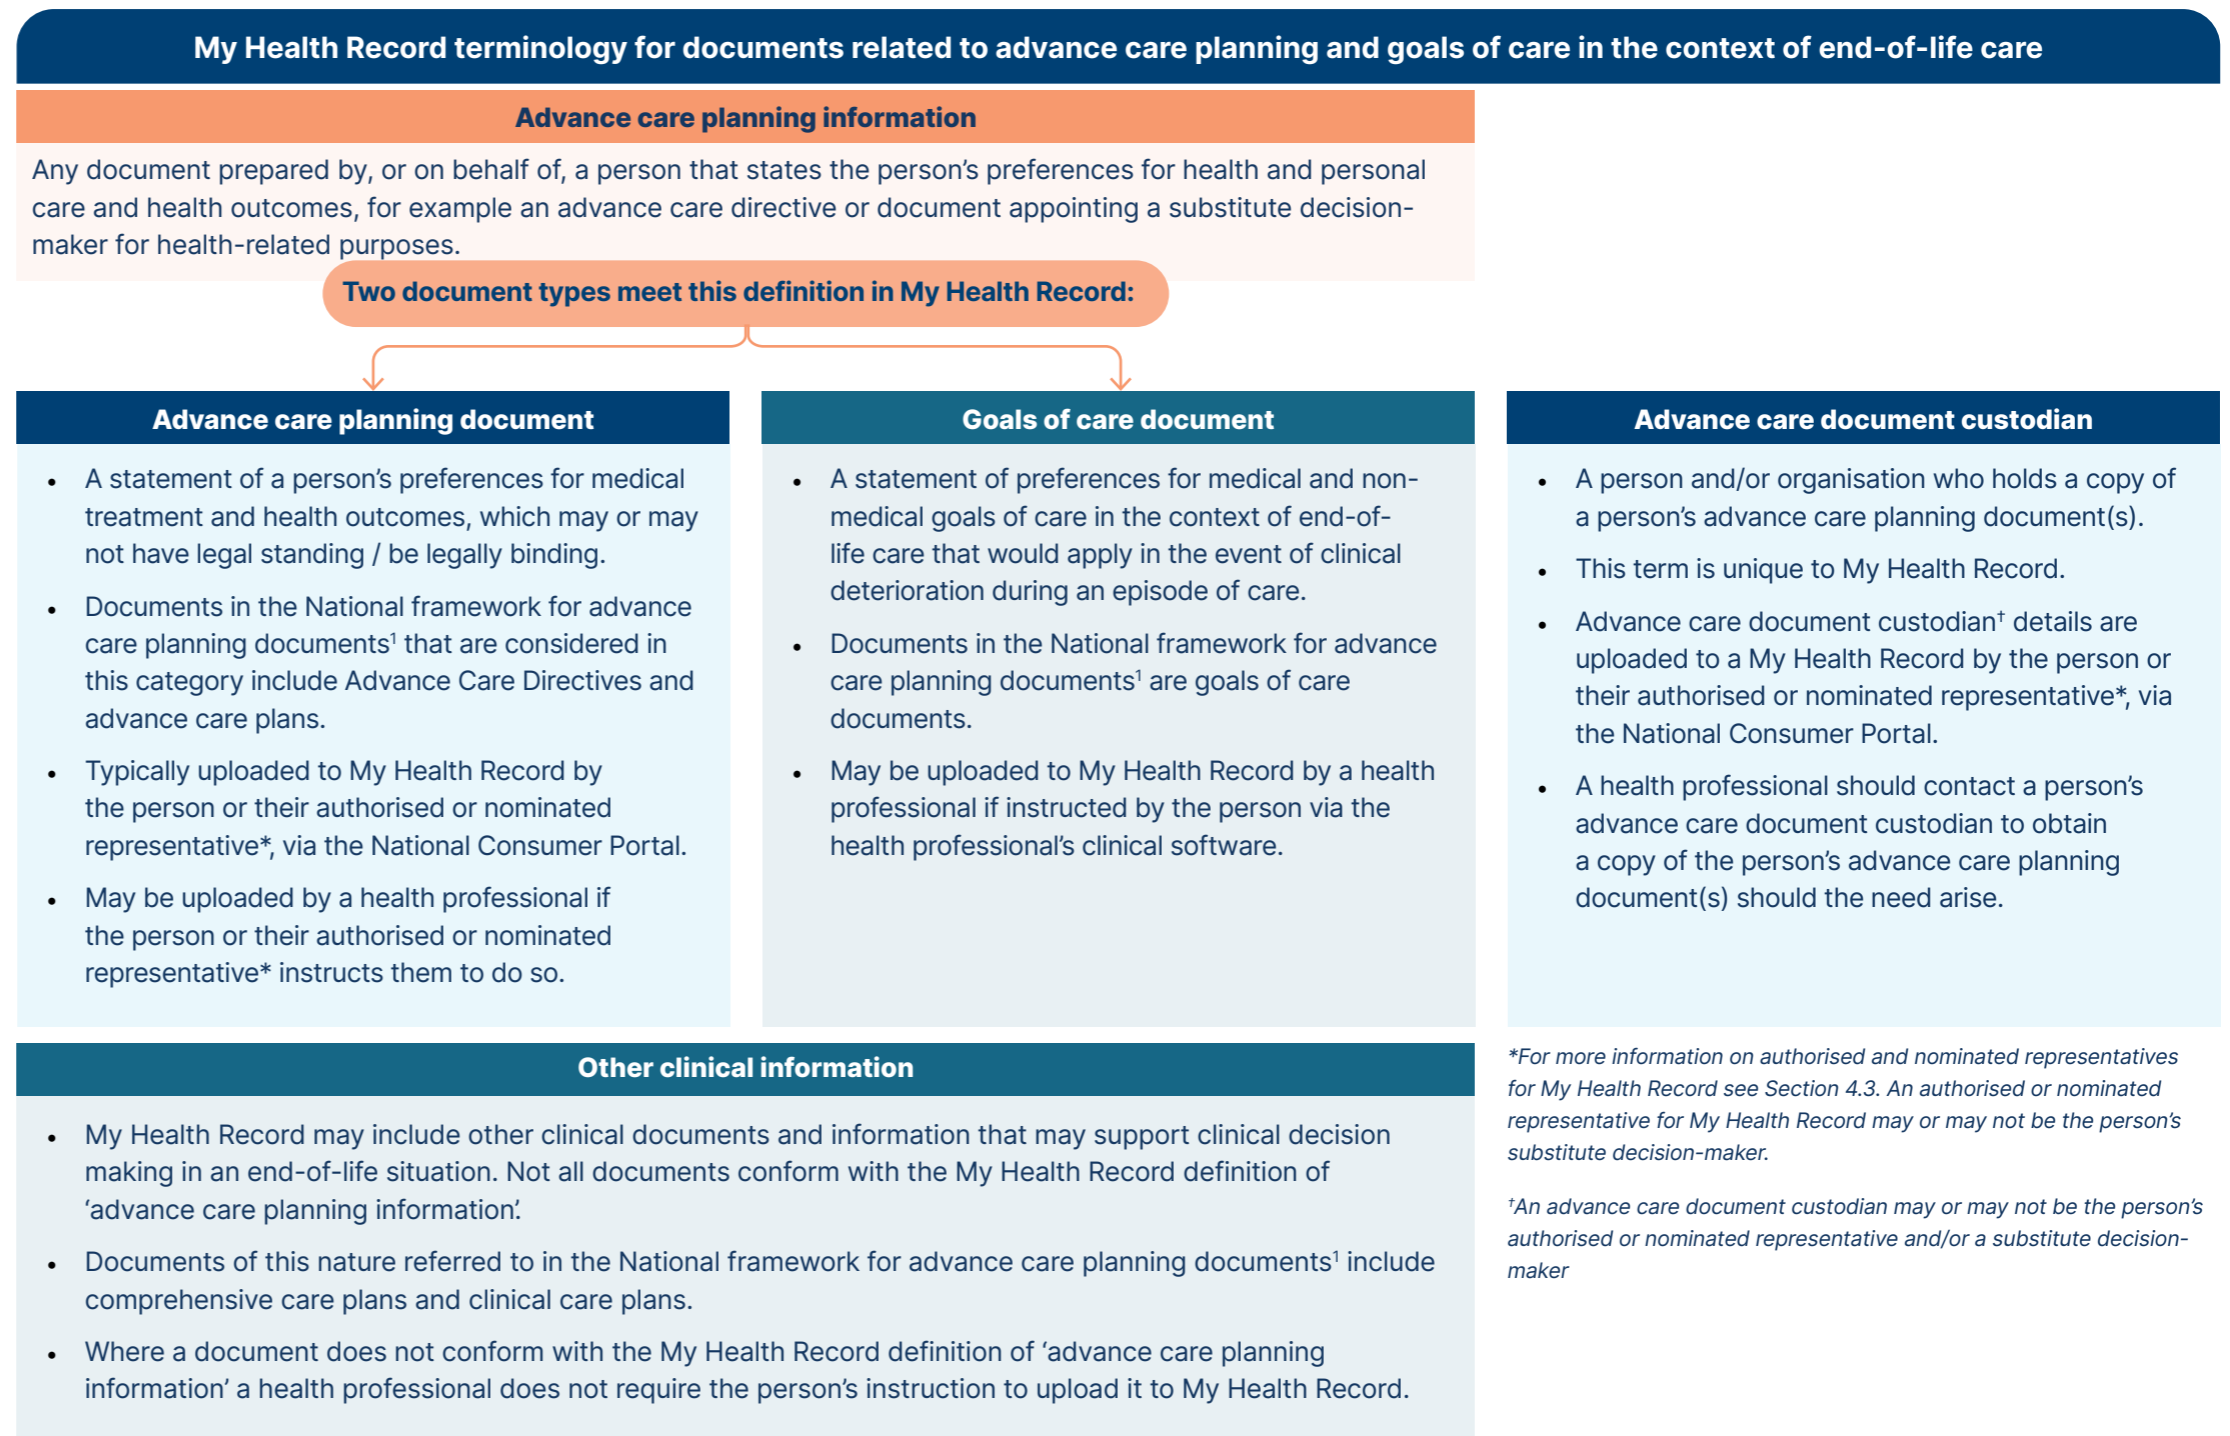 My Health Record terminology for documents related to advance care planning and goals of care in the context of end-of-life care
Advance care planning information
Any document prepared by, or on behalf of, a person that states the person’s preferences for health and personal
care and health outcomes, for example an advance care directive or document appointing a substitute decision-
maker for health-related purposes.
Two document types meet this definition in My Health Record:
Advance care planning document
• A statement of a person’s preferences for medical
treatment and health outcomes, which may or may
not have legal standing / be legally binding.
• Documents in the National framework for advance
care planning documents¹ that are considered in
this category include Advance Care Directives and
advance care plans.
• Typically uploaded to My Health Record by
the person or their authorised or nominated
representative*, via the National Consumer Portal.
• May be uploaded by a health professional if
the person or their authorised or nominated
representative* instructs them to do so.
Goals of care document
• A statement of preferences for medical and non-
medical goals of care in the context of end-of-
life care that would apply in the event of clinical
deterioration during an episode of care.
• Documents in the National framework for advance
care planning documents¹ are goals of care
documents.
• May be uploaded to My Health Record by a health
professional if instructed by the person via the
health professional’s clinical software.
Advance care document custodian
• A person and/or organisation who holds a copy of
a person’s advance care planning document(s).
• This term is unique to My Health Record.
• Advance care document custodian† details are
uploaded to a My Health Record by the person or
their authorised or nominated representative*, via
the National Consumer Portal.
• A health professional should contact a person’s
advance care document custodian to obtain
a copy of the person’s advance care planning
document(s) should the need arise.
Other clinical information
• My Health Record may include other clinical documents and information that may support clinical decision
making in an end-of-life situation. Not all documents conform with the My Health Record definition of
‘advance care planning information’.
• Documents of this nature referred to in the National framework for advance care planning documents¹ include
comprehensive care plans and clinical care plans.
• Where a document does not conform with the My Health Record definition of ‘advance care planning
information’ a health professional does not require the person’s instruction to upload it to My Health Record.
*For more information on authorised and nominated representatives
for My Health Record see Section 4.3. An authorised or nominated
representative for My Health Record may or may not be the person’s
substitute decision-maker.
†An advance care document custodian may or may not be the person’s
authorised or nominated representative and/or a substitute decision-
maker